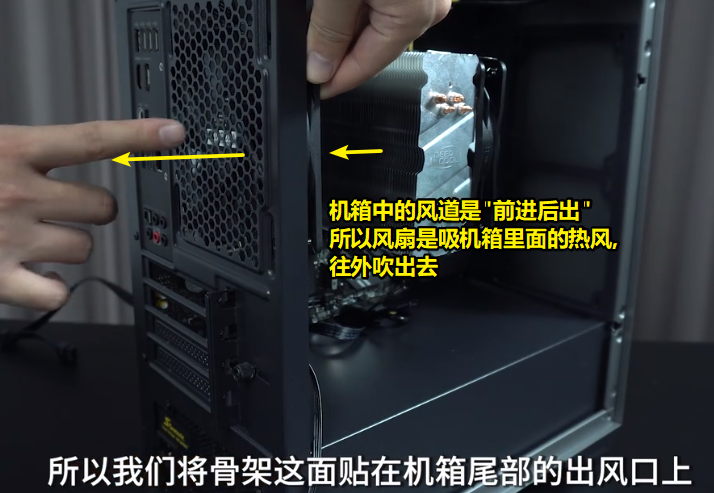 机箱中的风道是"前进后出"
所以风扇是吸机箱里面的热风,
往外吹出去
所以我们将骨架这面贴在机箱尾部的出风口上